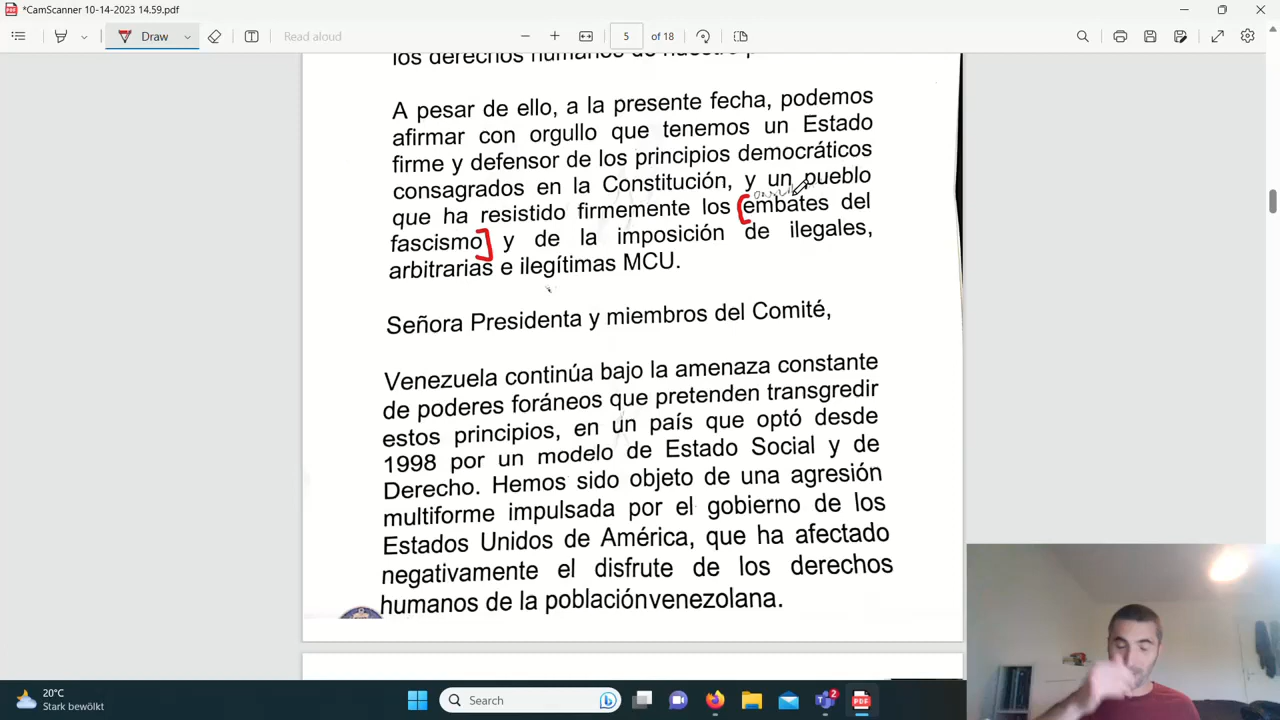 *CamScanner 10-14-2023 14.59.pdf
Draw
Read aloud
5 of 18
A pesar de ello, a la presente fecha, podemos
afirmar con orgullo que tenemos un Estado
firme y defensor de los principios democráticos
consagrados en la Constitución, y un pueblo
que ha resistido firmemente los [embates del
fascismo] y de la imposición de ilegales,
arbitrarias e ilegítimas MCU.
Señora Presidenta y miembros del Comité,
Venezuela continúa bajo la amenaza constante
de poderes foráneos que pretenden transgredir
estos principios, en un país que optó desde
1998 por un modelo de Estado Social y de
Derecho. Hemos sido objeto de una agresión
multiforme impulsada por el gobierno de los
Estados Unidos de América, que ha afectado
negativamente el disfrute de los derechos
humanos de la poblaciónvenezolana.
20°C
Stark bewölkt
Search
2
PDF